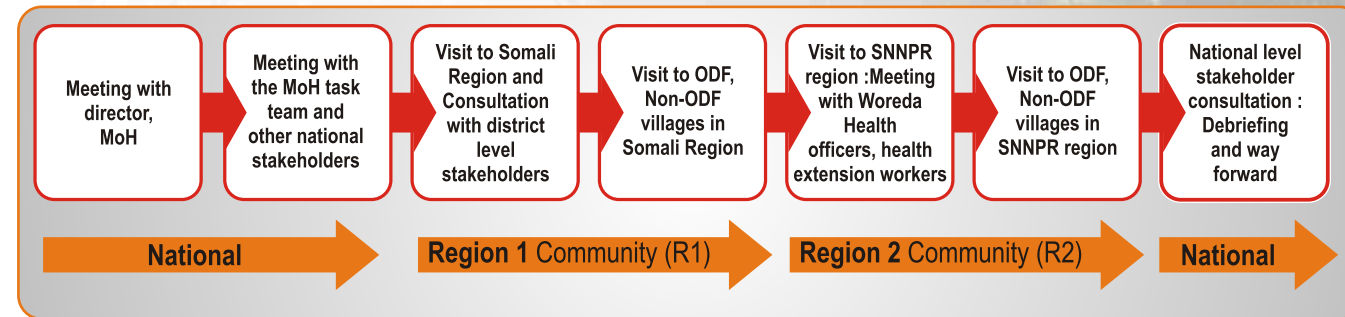 Meeting with
director,
MoH
Meeting with
the MoH task
team and
other national
stakeholders
Visit to Somali
Region and
Consultation
with district
level
stakeholders
Visit to ODF,
Non-ODF
villages in
Somali Region
Visit to SNNPR
region :Meeting
with Woreda
Health
officers, health
extension workers
Visit to ODF,
Non-ODF
villages in
SNNPR region
National level
stakeholder
consultation :
Debriefing
and way
forward
National
Region 1 Community (R1)
Region 2 Community (R2)
National